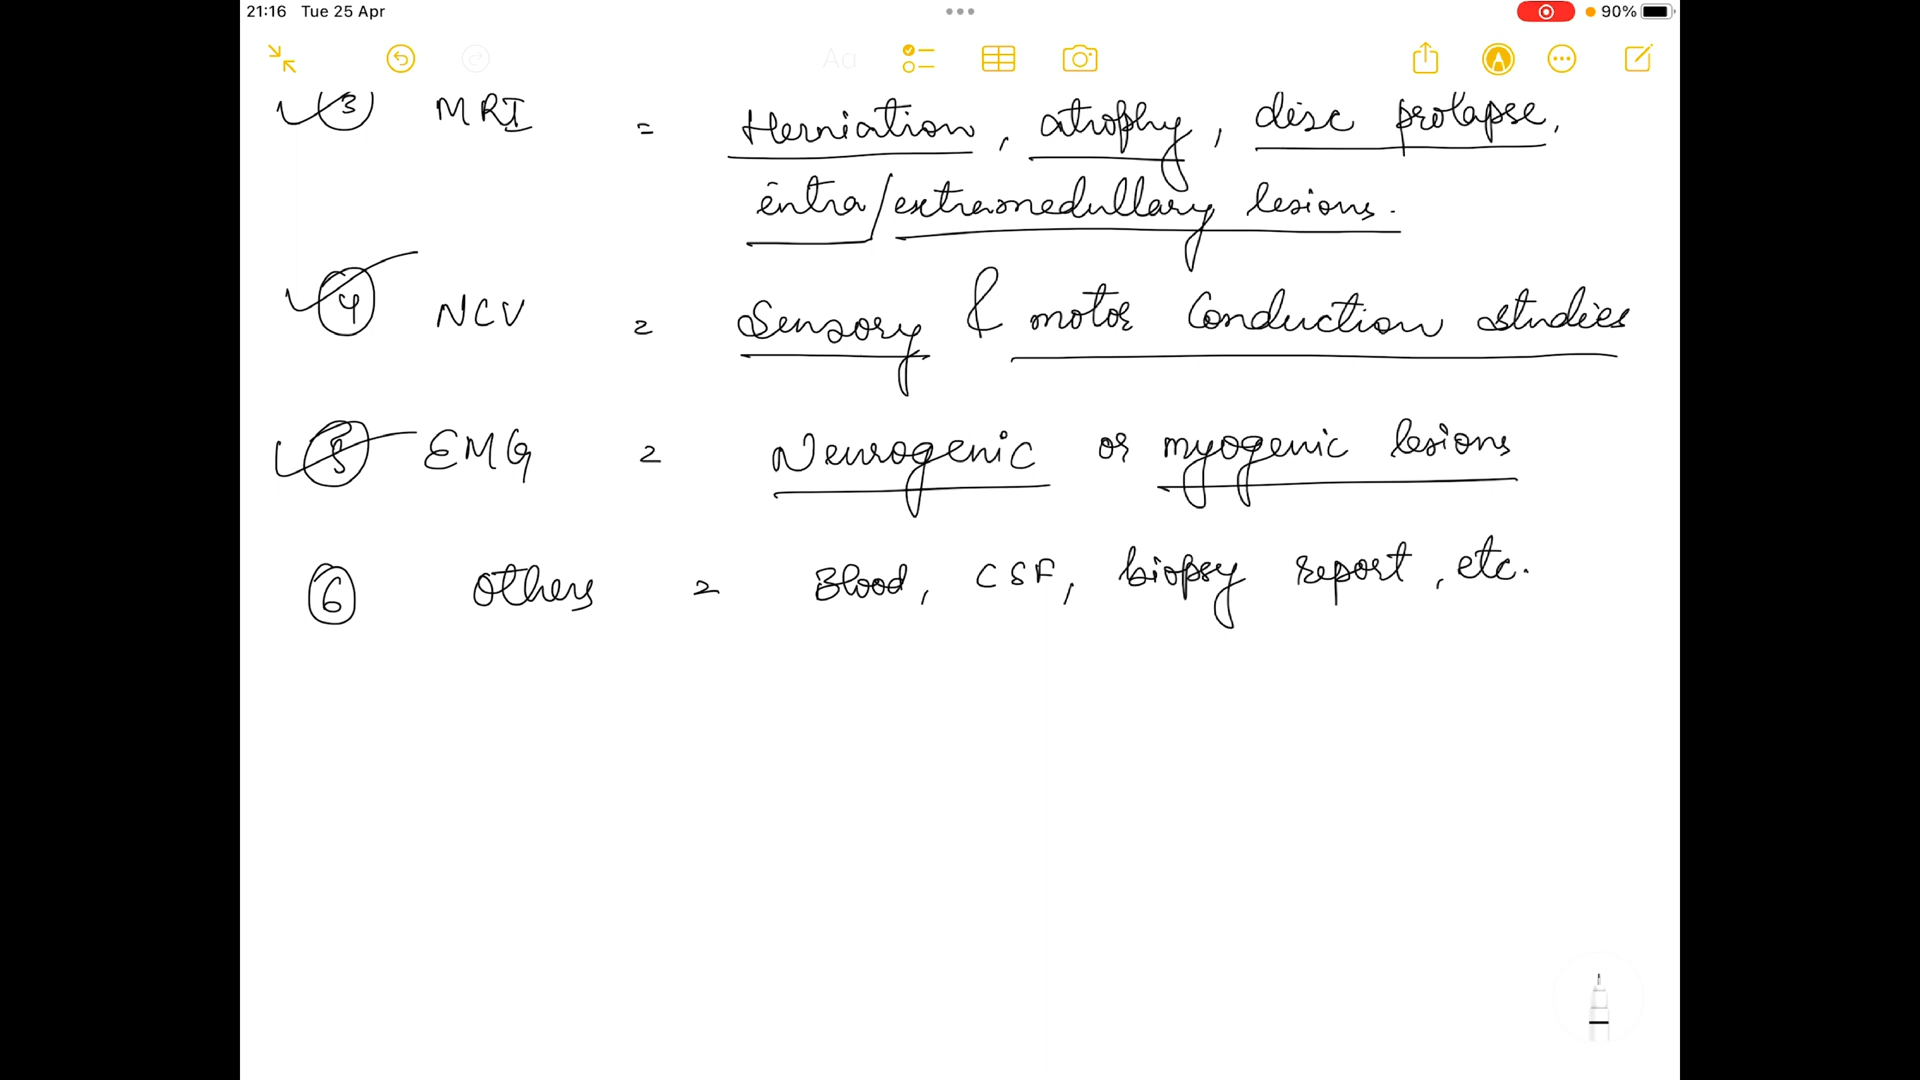 21:16 Tue 25 Apr
90%
Aa
3 MRI = Herniation, atrophy, disc prolapse,
intra/extramedullary lesions.
4 NCV = Sensory & motor Conduction studies
5 EMG = Neurogenic or myogenic lesions
6 others = Blood, CSF, biopsy report, etc.